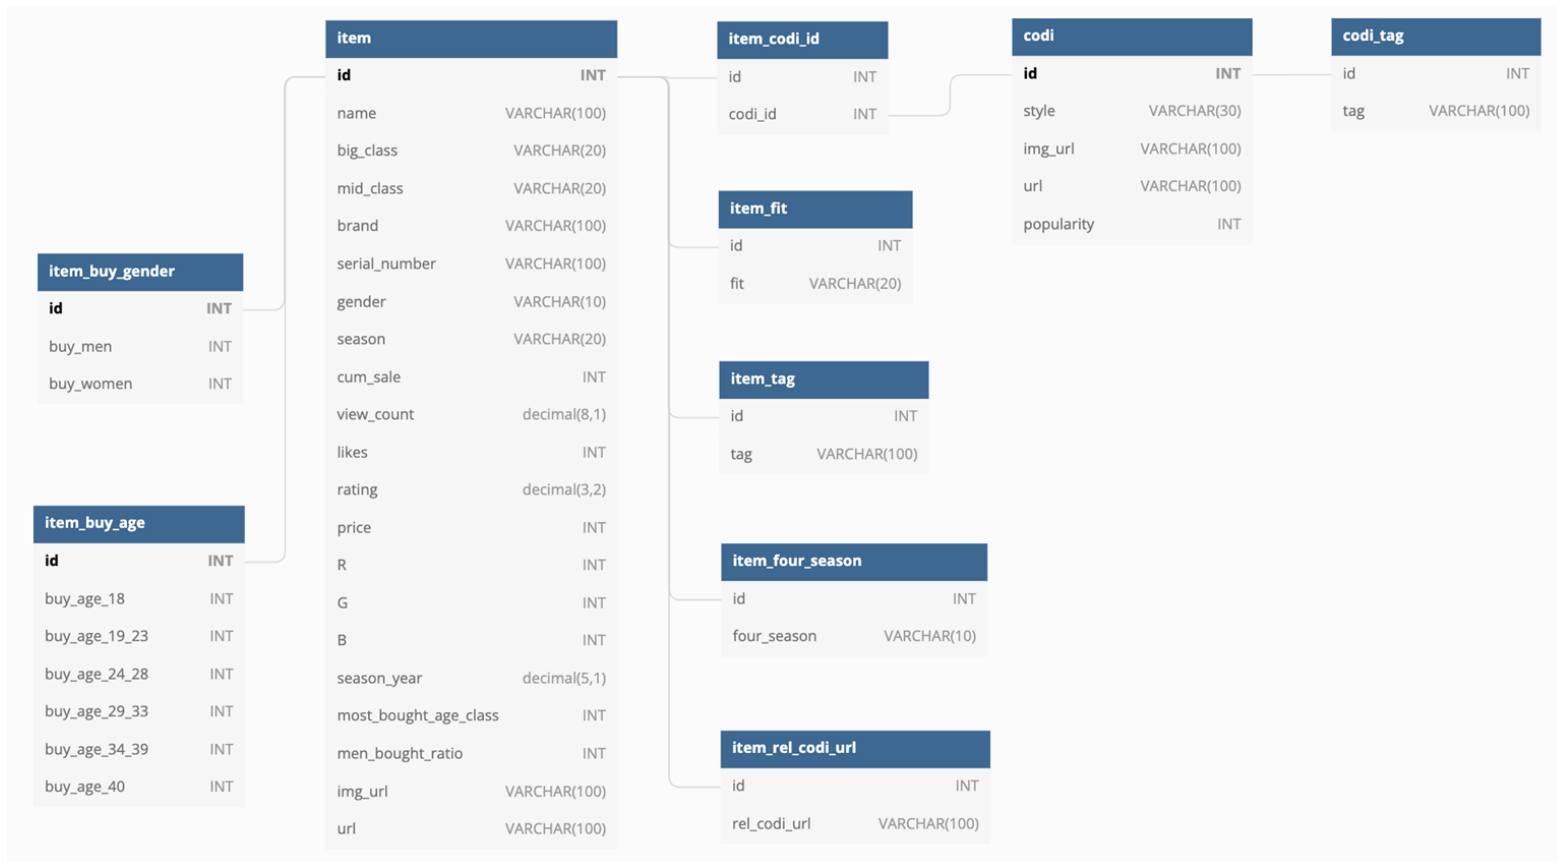 item
id INT
name VARCHAR(100)
big_class VARCHAR(20)
mid_class VARCHAR(20)
brand VARCHAR(100)
serial_number VARCHAR(100)
gender VARCHAR(10)
season VARCHAR(20)
cum_sale INT
view_count decimal(8,1)
likes INT
rating decimal(3,2)
price INT
R INT
G INT
B INT
season_year decimal(5,1)
most_bought_age_class INT
men_bought_ratio INT
img_url VARCHAR(100)
url VARCHAR(100)
item_buy_gender
id INT
buy_men INT
buy_women INT
item_buy_age
id INT
buy_age_18 INT
buy_age_19_23 INT
buy_age_24_28 INT
buy_age_29_33 INT
buy_age_34_39 INT
buy_age_40 INT
item_codi_id
id INT
codi_id INT
item_fit
id INT
fit VARCHAR(20)
item_tag
id INT
tag VARCHAR(100)
item_four_season
id INT
four_season VARCHAR(10)
item_rel_codi_url
id INT
rel_codi_url VARCHAR(100)
codi
id INT
style VARCHAR(30)
img_url VARCHAR(100)
url VARCHAR(100)
popularity INT
codi_tag
id INT
tag VARCHAR(100)